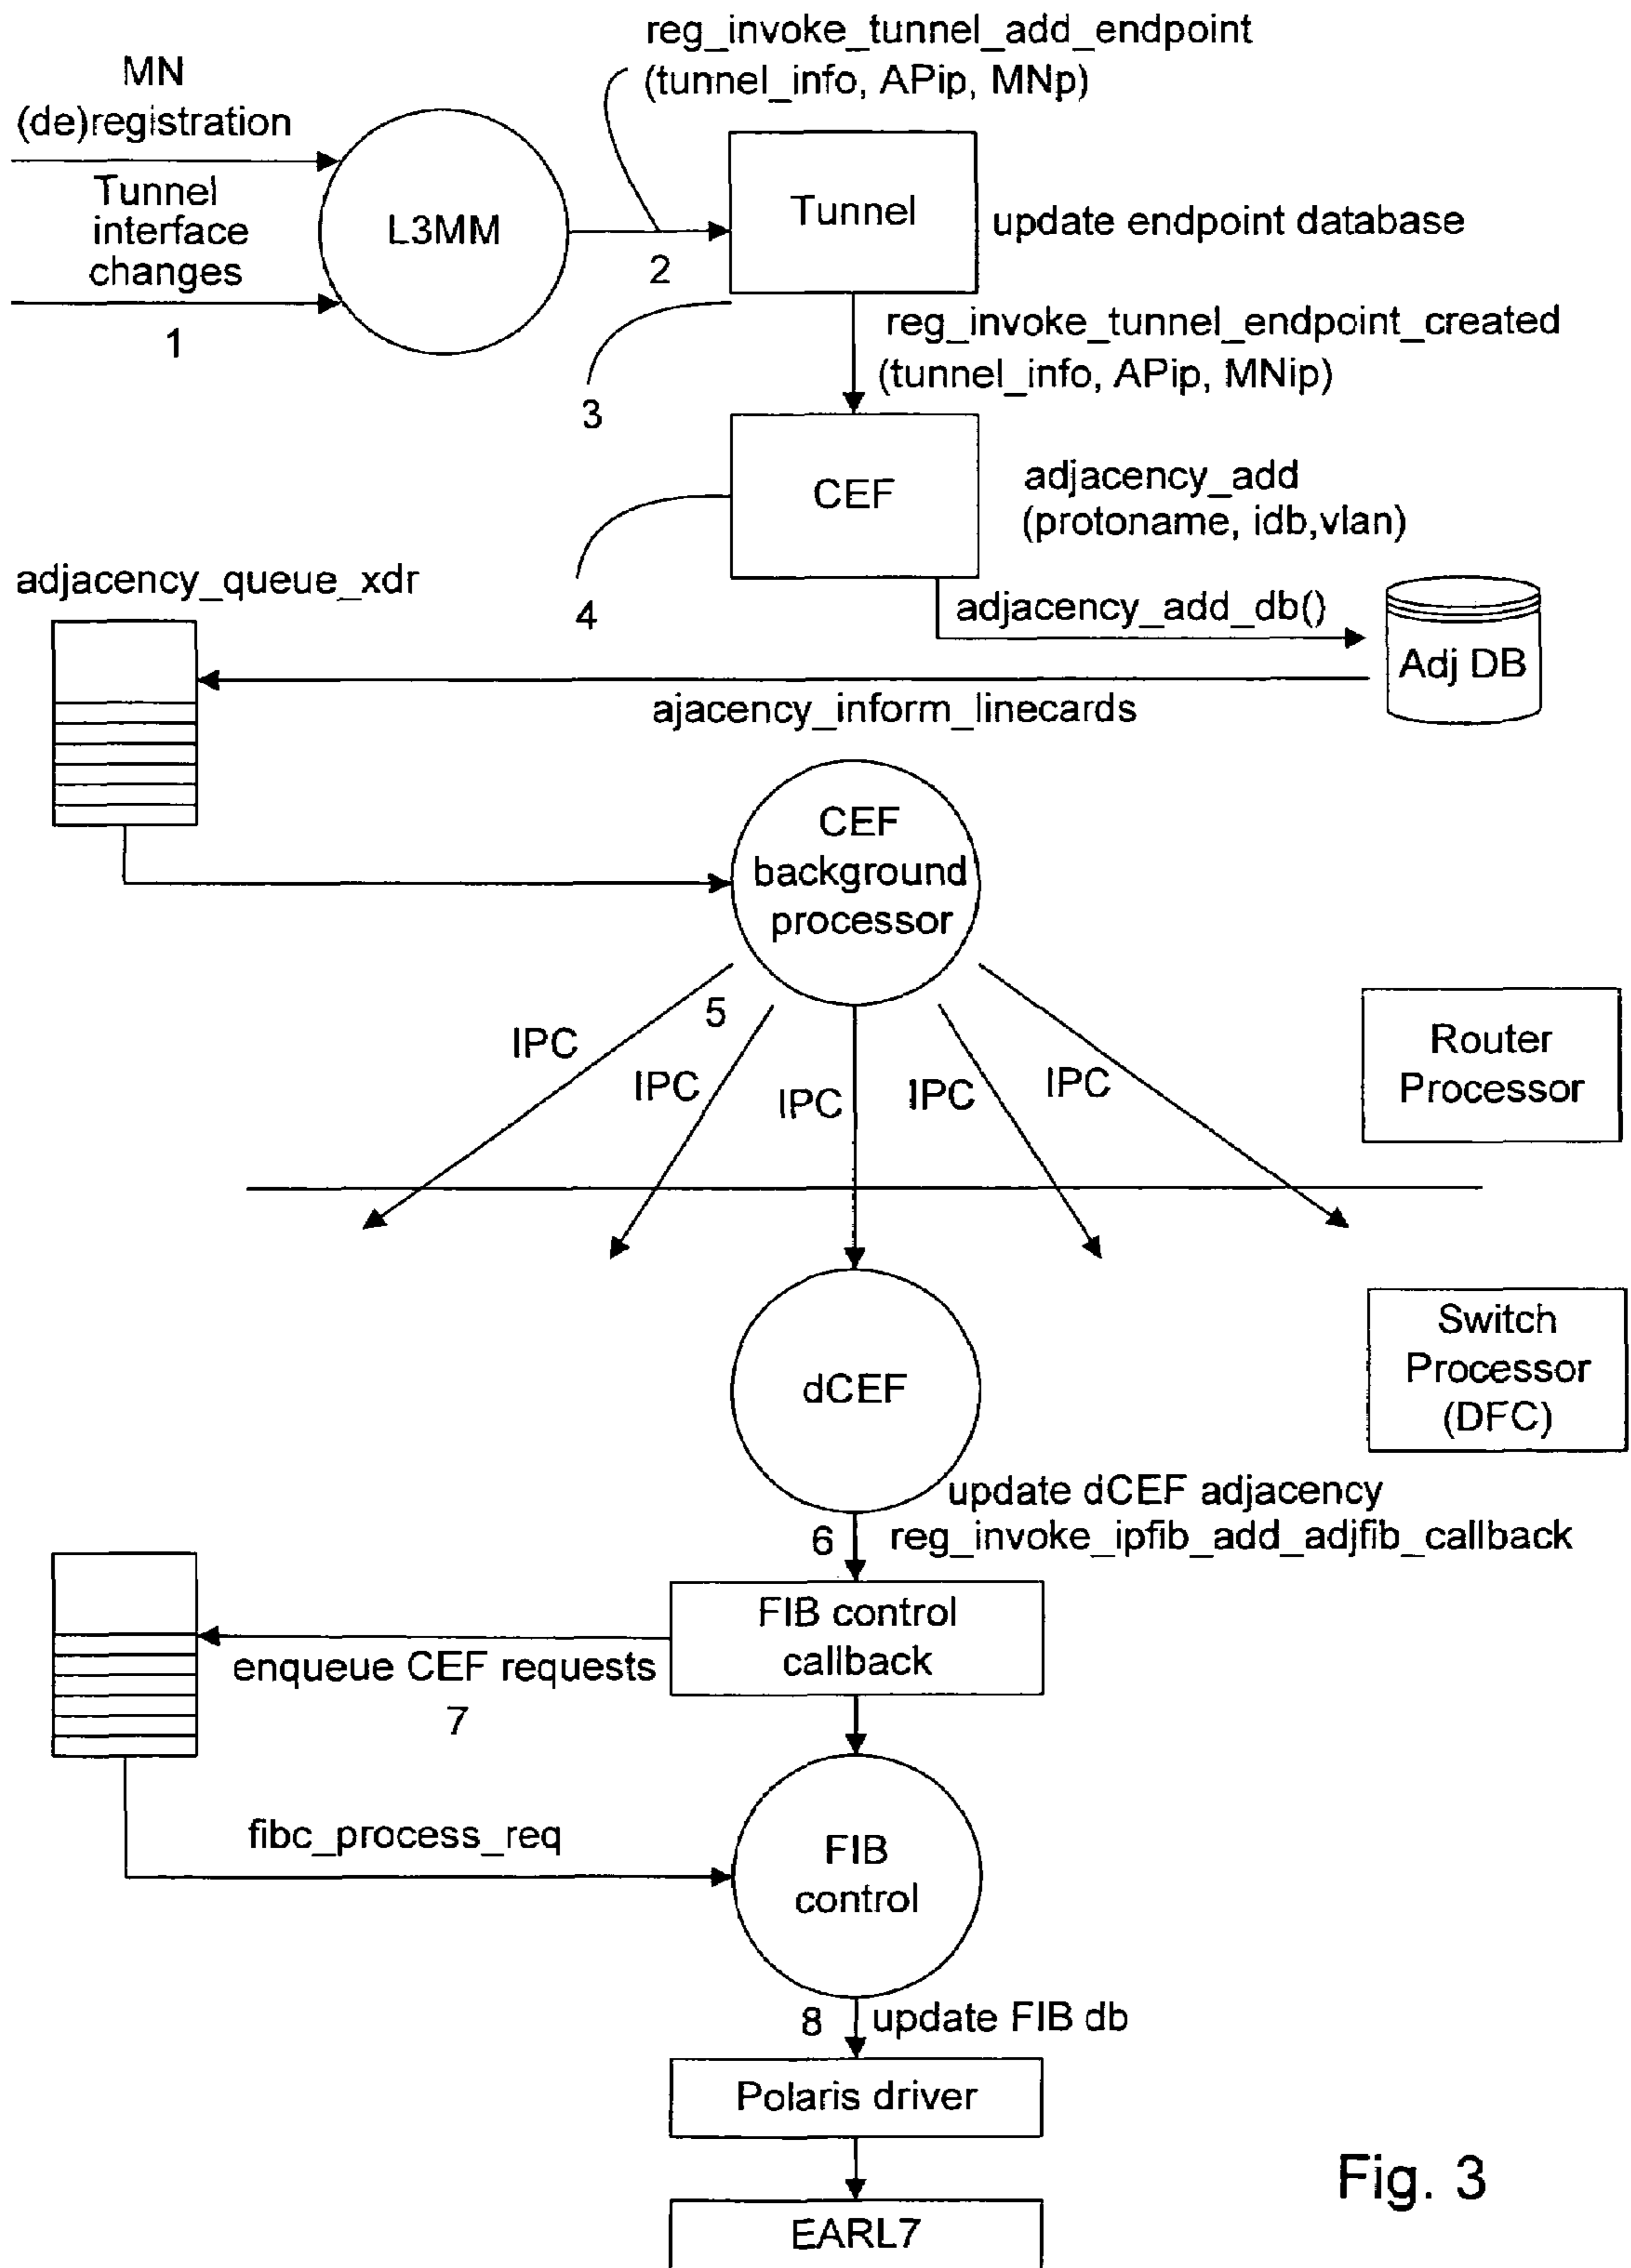 reg_invoke_tunnel_add_endpoint
(tunnel_info, APip, MNp)
MN
(de)registration
Tunnel
interface
changes
1
L3MM
2
Tunnel
update endpoint database
3
reg_invoke_tunnel_endpoint_created
(tunnel_info, APip, MNip)
CEF
adjacency_add
(protoname, idb,vlan)
4
adjacency_queue_xdr
adjacency_add_db()
Adj DB
ajacency_inform_linecards
CEF
background
processor
5
IPC
IPC
IPC
IPC
IPC
Router
Processor
dCEF
Switch
Processor
(DFC)
update dCEF adjacency
6
reg_invoke_ipfib_add_adjfib_callback
FIB control
callback
enqueue CEF requests
7
fibc_process_req
FIB
control
8
update FIB db
Polaris driver
EARL7
Fig. 3